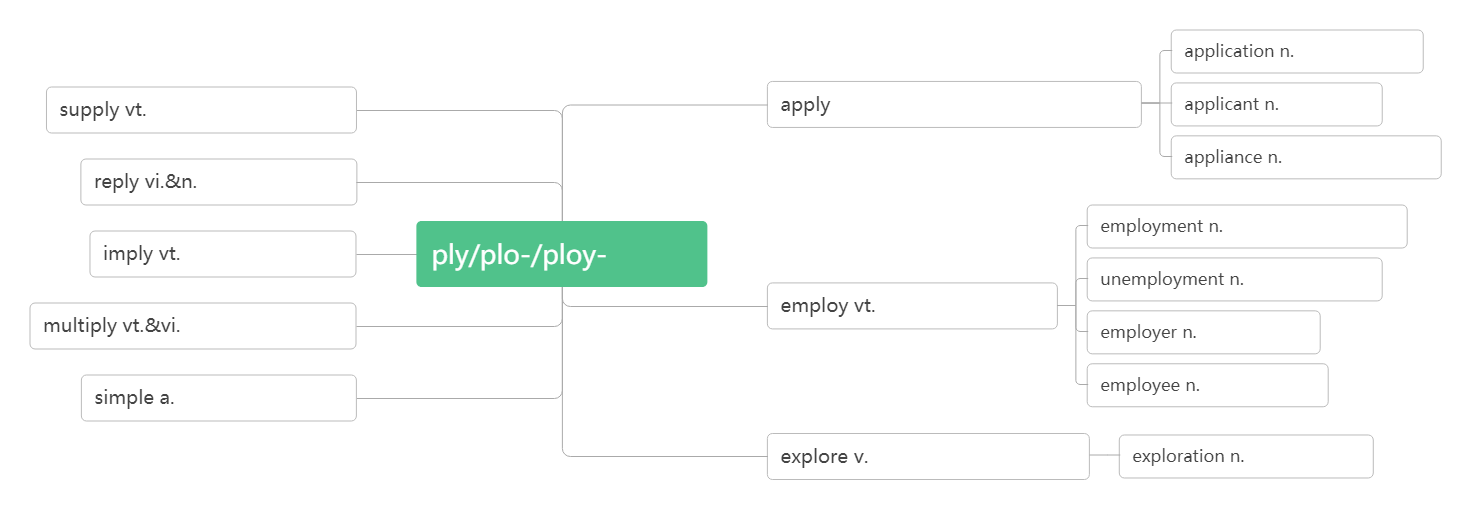 ply/plo-/ploy-
apply
application n.
applicant n.
appliance n.
employ vt.
employment n.
unemployment n.
employer n.
employee n.
explore v.
exploration n.
supply vt.
reply vi.&n.
imply vt.
multiply vt.&vi.
simple a.